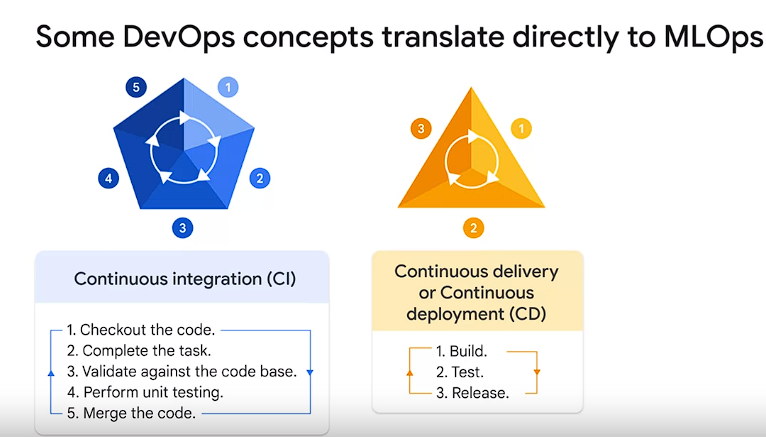 Some DevOps concepts translate directly to MLOps
5
1
4
2
3
3
1
2
Continuous integration (CI)
1. Checkout the code.
2. Complete the task.
3. Validate against the code base.
4. Perform unit testing.
5. Merge the code.
Continuous delivery
or Continuous
deployment (CD)
1. Build.
2. Test.
3. Release.